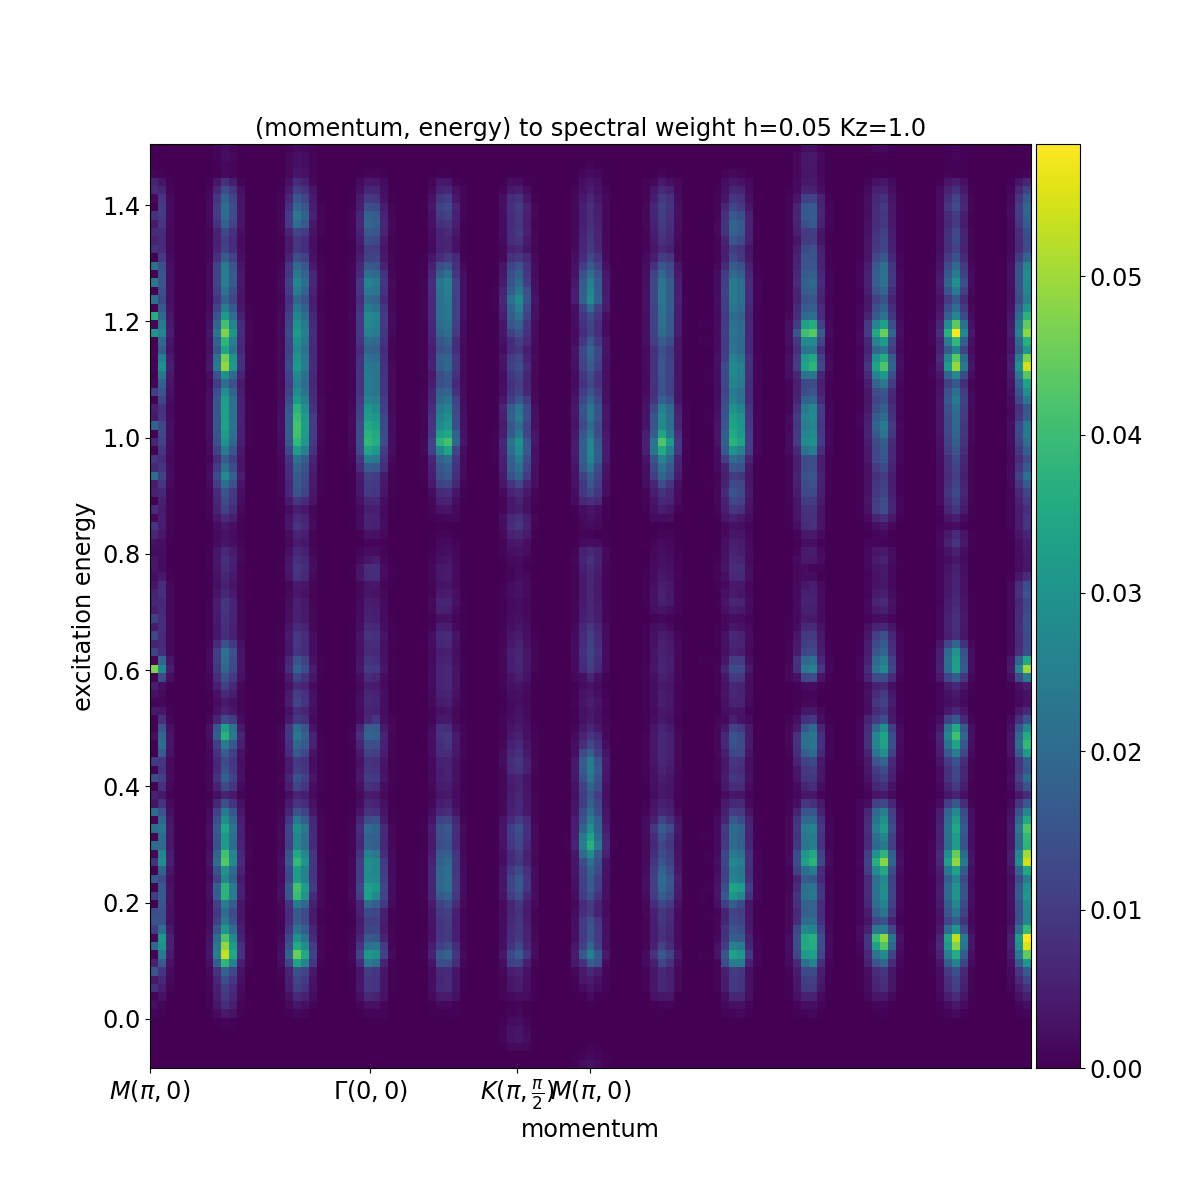 (momentum, energy) to spectral weight h=0.05 Kz=1.0
1.4
1.2
1.0
0.8
0.6
0.4
0.2
0.0
excitation energy
M(π, 0)
Γ(0, 0)
K(π, π/2)
M(π, 0)
momentum
0.05
0.04
0.03
0.02
0.01
0.00